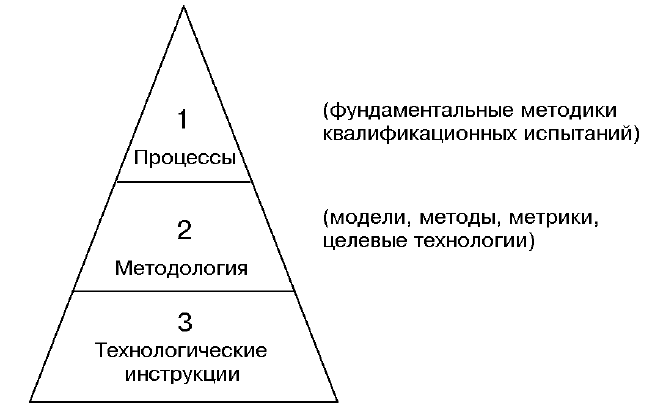 1
Процессы
(фундаментальные методики
квалификационных испытаний)
2
Методология
(модели, методы, метрики,
целевые технологии)
3
Технологические
инструкции